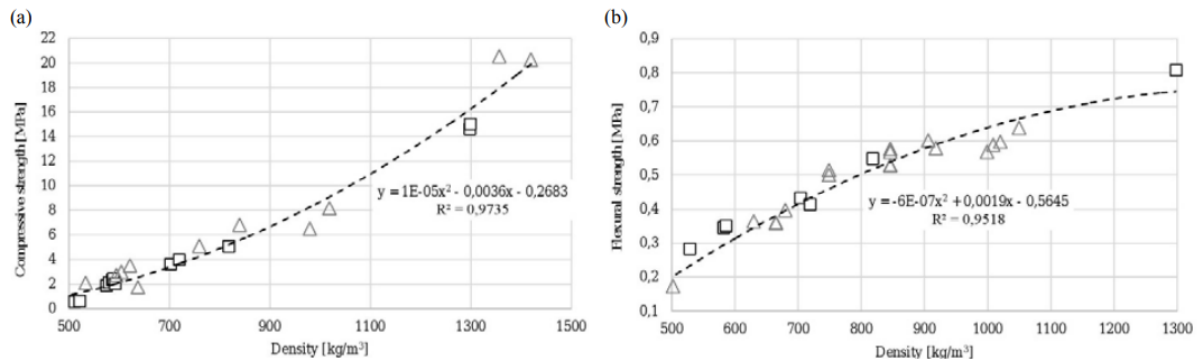 (a)
22
20
18
16
14
12
10
8
6
4
2
0
Compressive strength [MPa]
y = 1E-05x² - 0,0036x - 0,2683
R² = 0,9735
500 700 900 1100 1300 1500
Density [kg/m³]
(b)
0,9
0,8
0,7
0,6
0,5
0,4
0,3
0,2
0,1
Flexural strength [MPa]
y = -6E-07x² + 0,0019x - 0,5645
R² = 0,9518
500 600 700 800 900 1000 1100 1200 1300
Density [kg/m³]